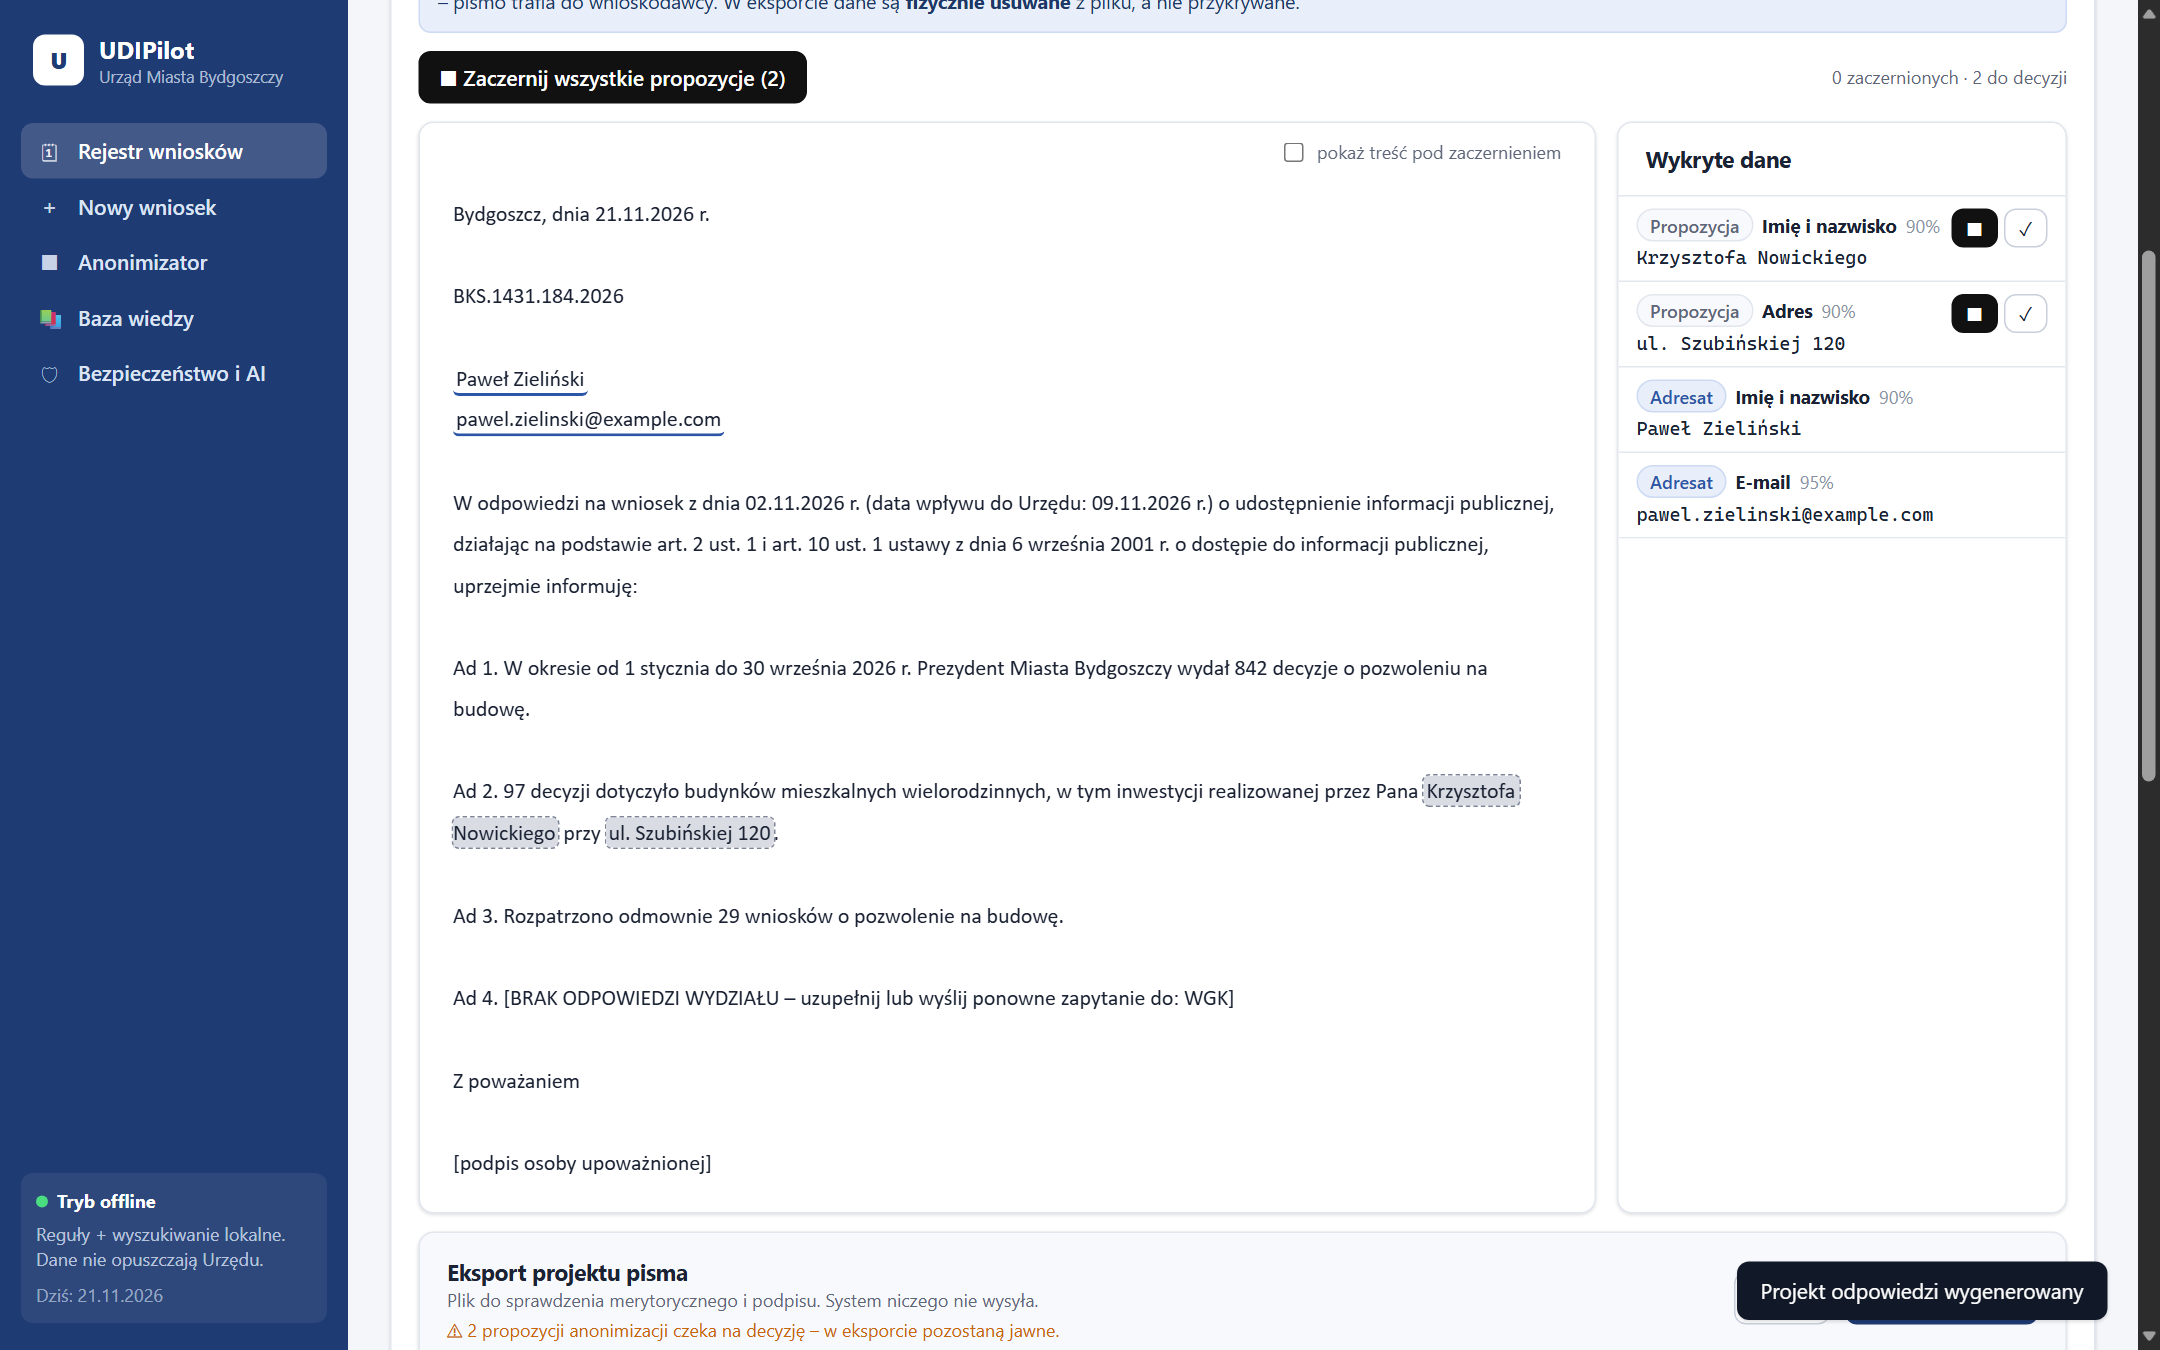 U
UDIPilot
Urząd Miasta Bydgoszczy
Rejestr wniosków
+ Nowy wniosek
Anonimizator
Baza wiedzy
Bezpieczeństwo i AI
Tryb offline
Reguły + wyszukiwanie lokalne.
Dane nie opuszczają Urzędu.
Dziś: 21.11.2026
– pismo trafia do wnioskodawcy. W eksporcie dane są fizycznie usuwane z pliku, a nie przykrywane.
■ Zaczernij wszystkie propozycje (2)
0 zaczernionych · 2 do decyzji
pokaż treść pod zaczernieniem
Bydgoszcz, dnia 21.11.2026 r.
BKS.1431.184.2026
Paweł Zieliński
pawel.zielinski@example.com
W odpowiedzi na wniosek z dnia 02.11.2026 r. (data wpływu do Urzędu: 09.11.2026 r.) o udostępnienie informacji publicznej,
działając na podstawie art. 2 ust. 1 i art. 10 ust. 1 ustawy z dnia 6 września 2001 r. o dostępie do informacji publicznej,
uprzejmie informuję:
Ad 1. W okresie od 1 stycznia do 30 września 2026 r. Prezydent Miasta Bydgoszczy wydał 842 decyzje o pozwoleniu na
budowę.
Ad 2. 97 decyzji dotyczyło budynków mieszkalnych wielorodzinnych, w tym inwestycji realizowanej przez Pana Krzysztofa
Nowickiego przy ul. Szubińskiej 120.
Ad 3. Rozpatrzono odmownie 29 wniosków o pozwolenie na budowę.
Ad 4. [BRAK ODPOWIEDZI WYDZIAŁU – uzupełnij lub wyślij ponowne zapytanie do: WGK]
Z poważaniem
[podpis osoby upoważnionej]
Wykryte dane
Propozycja Imię i nazwisko 90% ■ ✓
Krzysztofa Nowickiego
Propozycja Adres 90% ■ ✓
ul. Szubińskiej 120
Adresat Imię i nazwisko 90%
Paweł Zieliński
Adresat E-mail 95%
pawel.zielinski@example.com
Eksport projektu pisma
Plik do sprawdzenia merytorycznego i podpisu. System niczego nie wysyła.
⚠ 2 propozycji anonimizacji czeka na decyzję – w eksporcie pozostaną jawne.
Projekt odpowiedzi wygenerowany